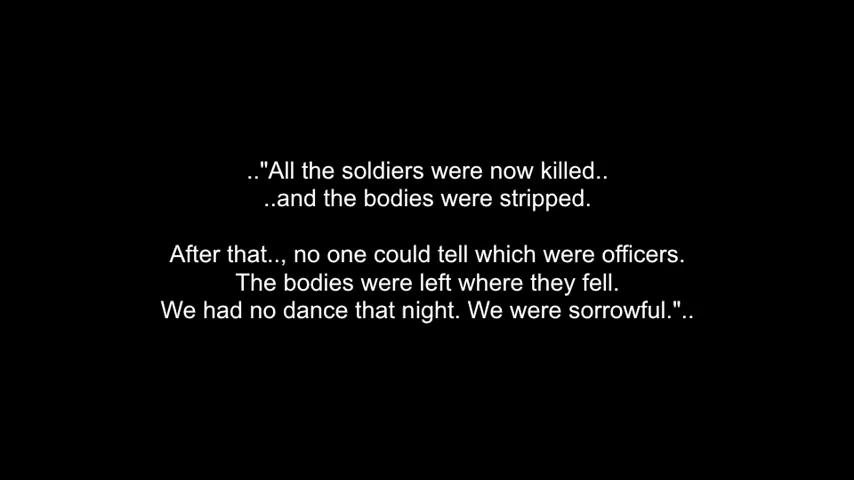 .."All the soldiers were now killed..
..and the bodies were stripped.
After that.., no one could tell which were officers.
The bodies were left where they fell.
We had no dance that night. We were sorrowful."..